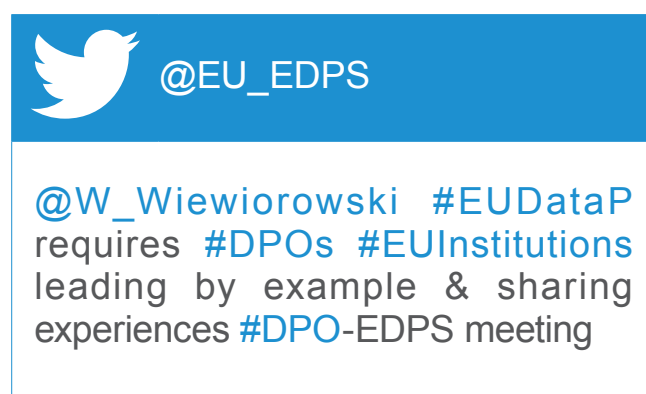 @EU_EDPS
@W_Wiewiorowski #EUDataP
requires #DPOs #EUInstitutions
leading by example & sharing
experiences #DPO-EDPS meeting